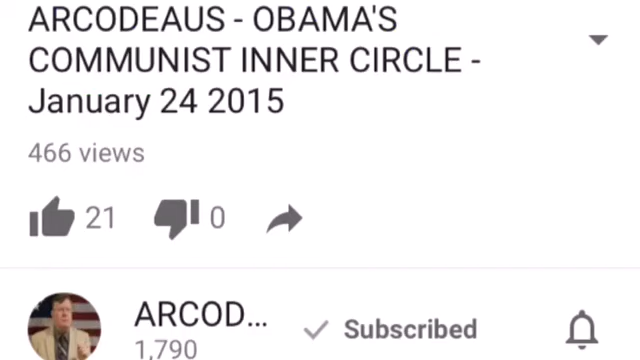 ARCODEAUS - OBAMA'S
COMMUNIST INNER CIRCLE -
January 24 2015
466 views
21 0
ARCOD...
Subscribed
1,790